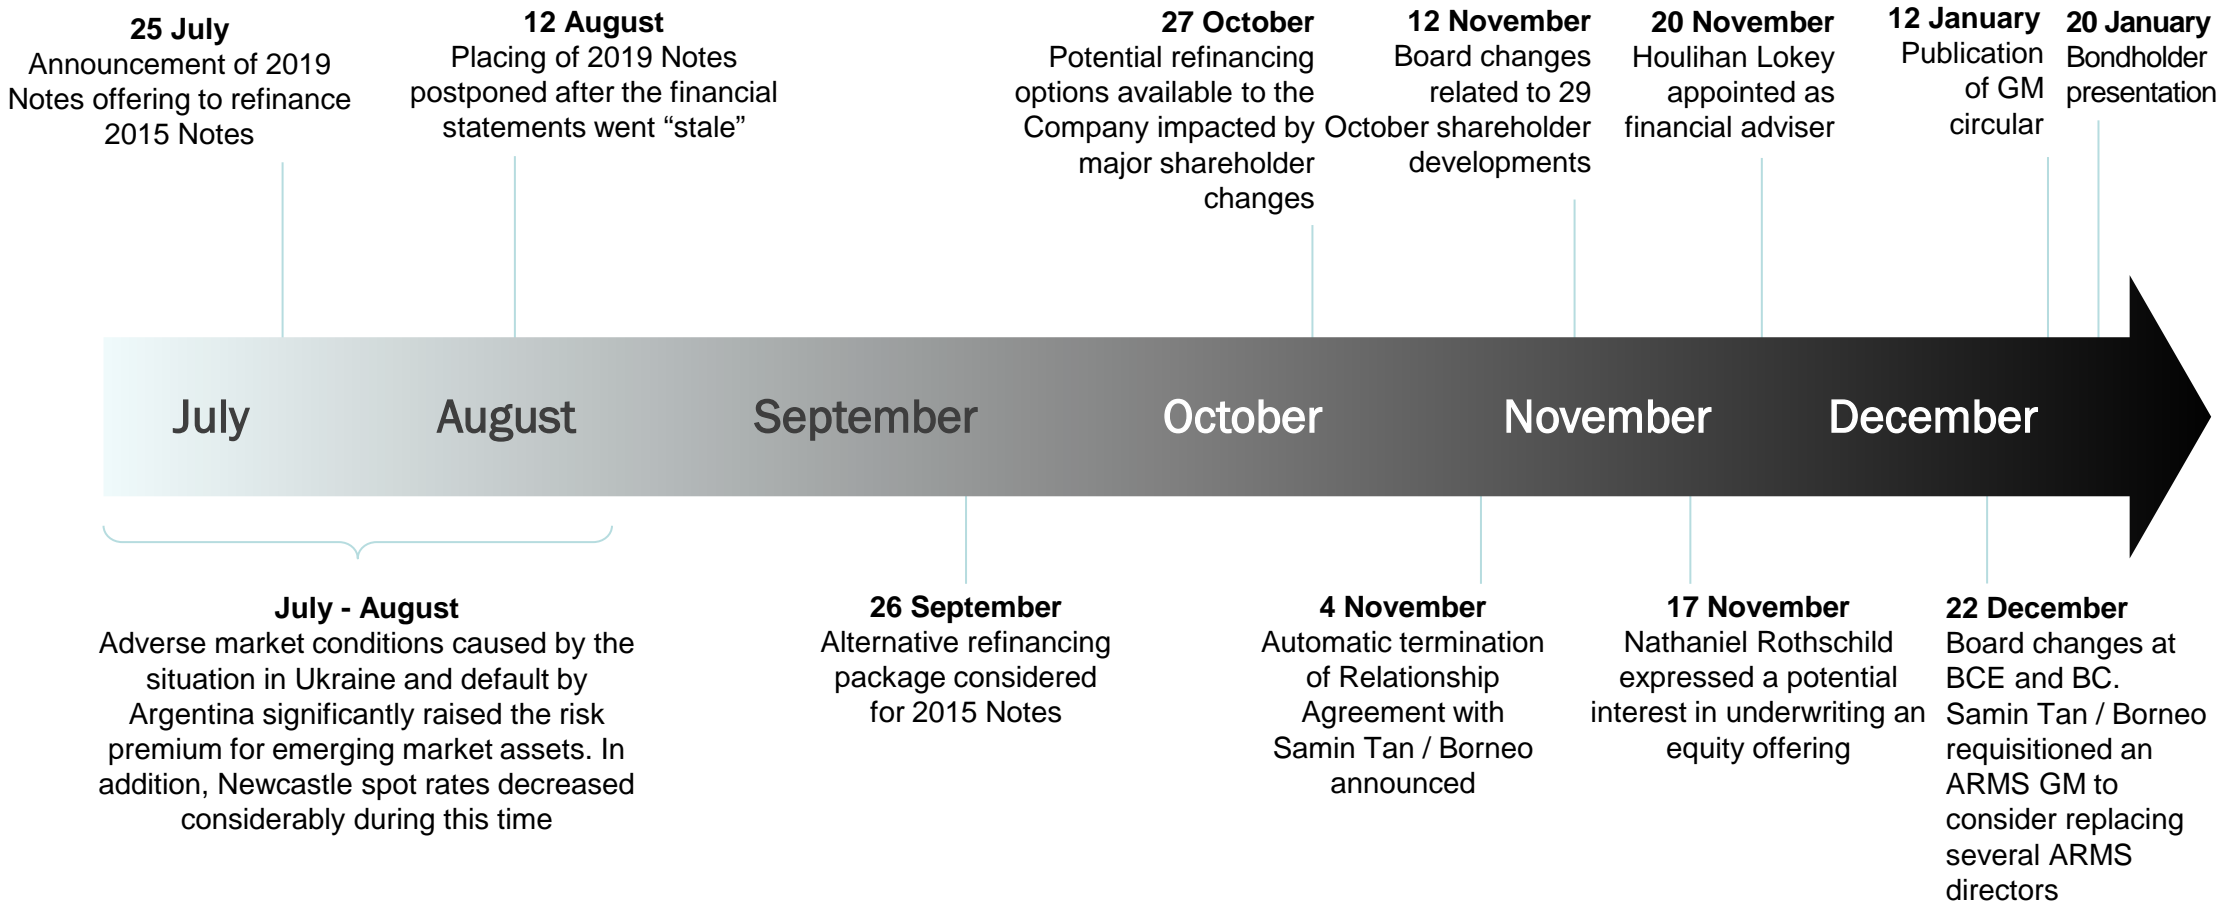 25 July
Announcement of 2019
Notes offering to refinance
2015 Notes
12 August
Placing of 2019 Notes
postponed after the financial
statements went “stale”
27 October
Potential refinancing
options available to the
Company impacted by
major shareholder
changes
12 November
Board changes
related to 29
October shareholder
developments
20 November
Houlihan Lokey
appointed as
financial adviser
12 January
Publication
of GM
circular
20 January
Bondholder
presentation
July
August
September
October
November
December
July - August
Adverse market conditions caused by the
situation in Ukraine and default by
Argentina significantly raised the risk
premium for emerging market assets. In
addition, Newcastle spot rates decreased
considerably during this time
26 September
Alternative refinancing
package considered
for 2015 Notes
4 November
Automatic termination
of Relationship
Agreement with
Samin Tan / Borneo
announced
17 November
Nathaniel Rothschild
expressed a potential
interest in underwriting an
equity offering
22 December
Board changes at
BCE and BC.
Samin Tan / Borneo
requisitioned an
ARMS GM to
consider replacing
several ARMS
directors